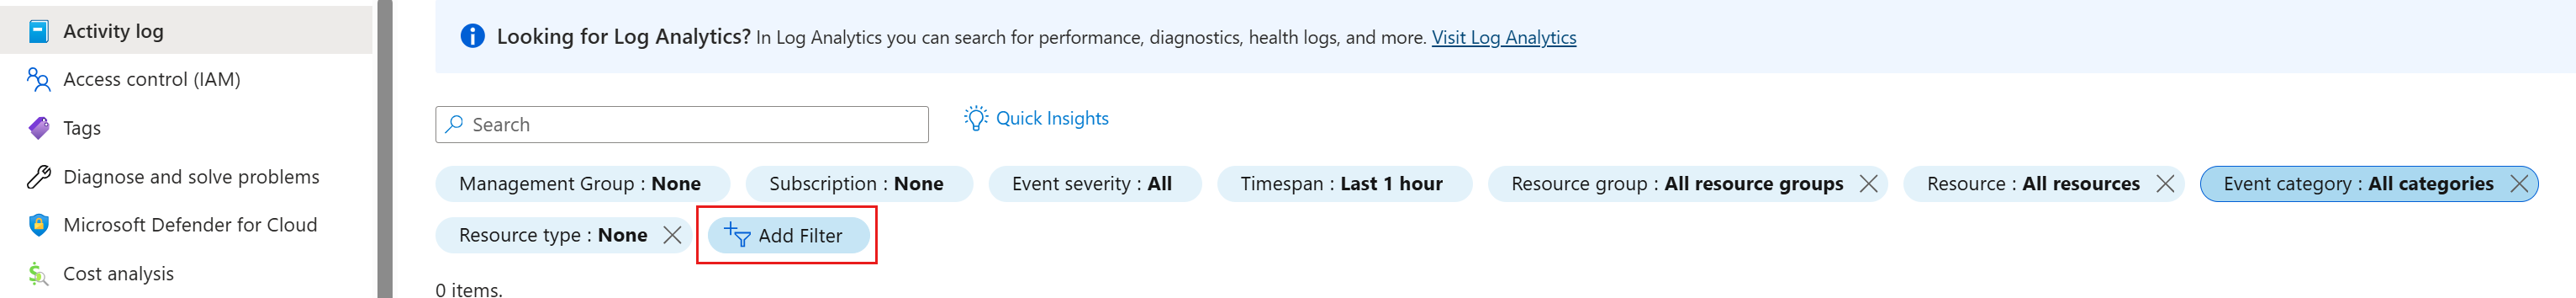 Activity log
Access control (IAM)
Tags
Diagnose and solve problems
Microsoft Defender for Cloud
Cost analysis
Looking for Log Analytics? In Log Analytics you can search for performance, diagnostics, health logs, and more. Visit Log Analytics
Search
Quick Insights
Management Group : None
Subscription : None
Event severity : All
Timespan : Last 1 hour
Resource group : All resource groups
Resource : All resources
Event category : All categories
Resource type : None
Add Filter
0 items.